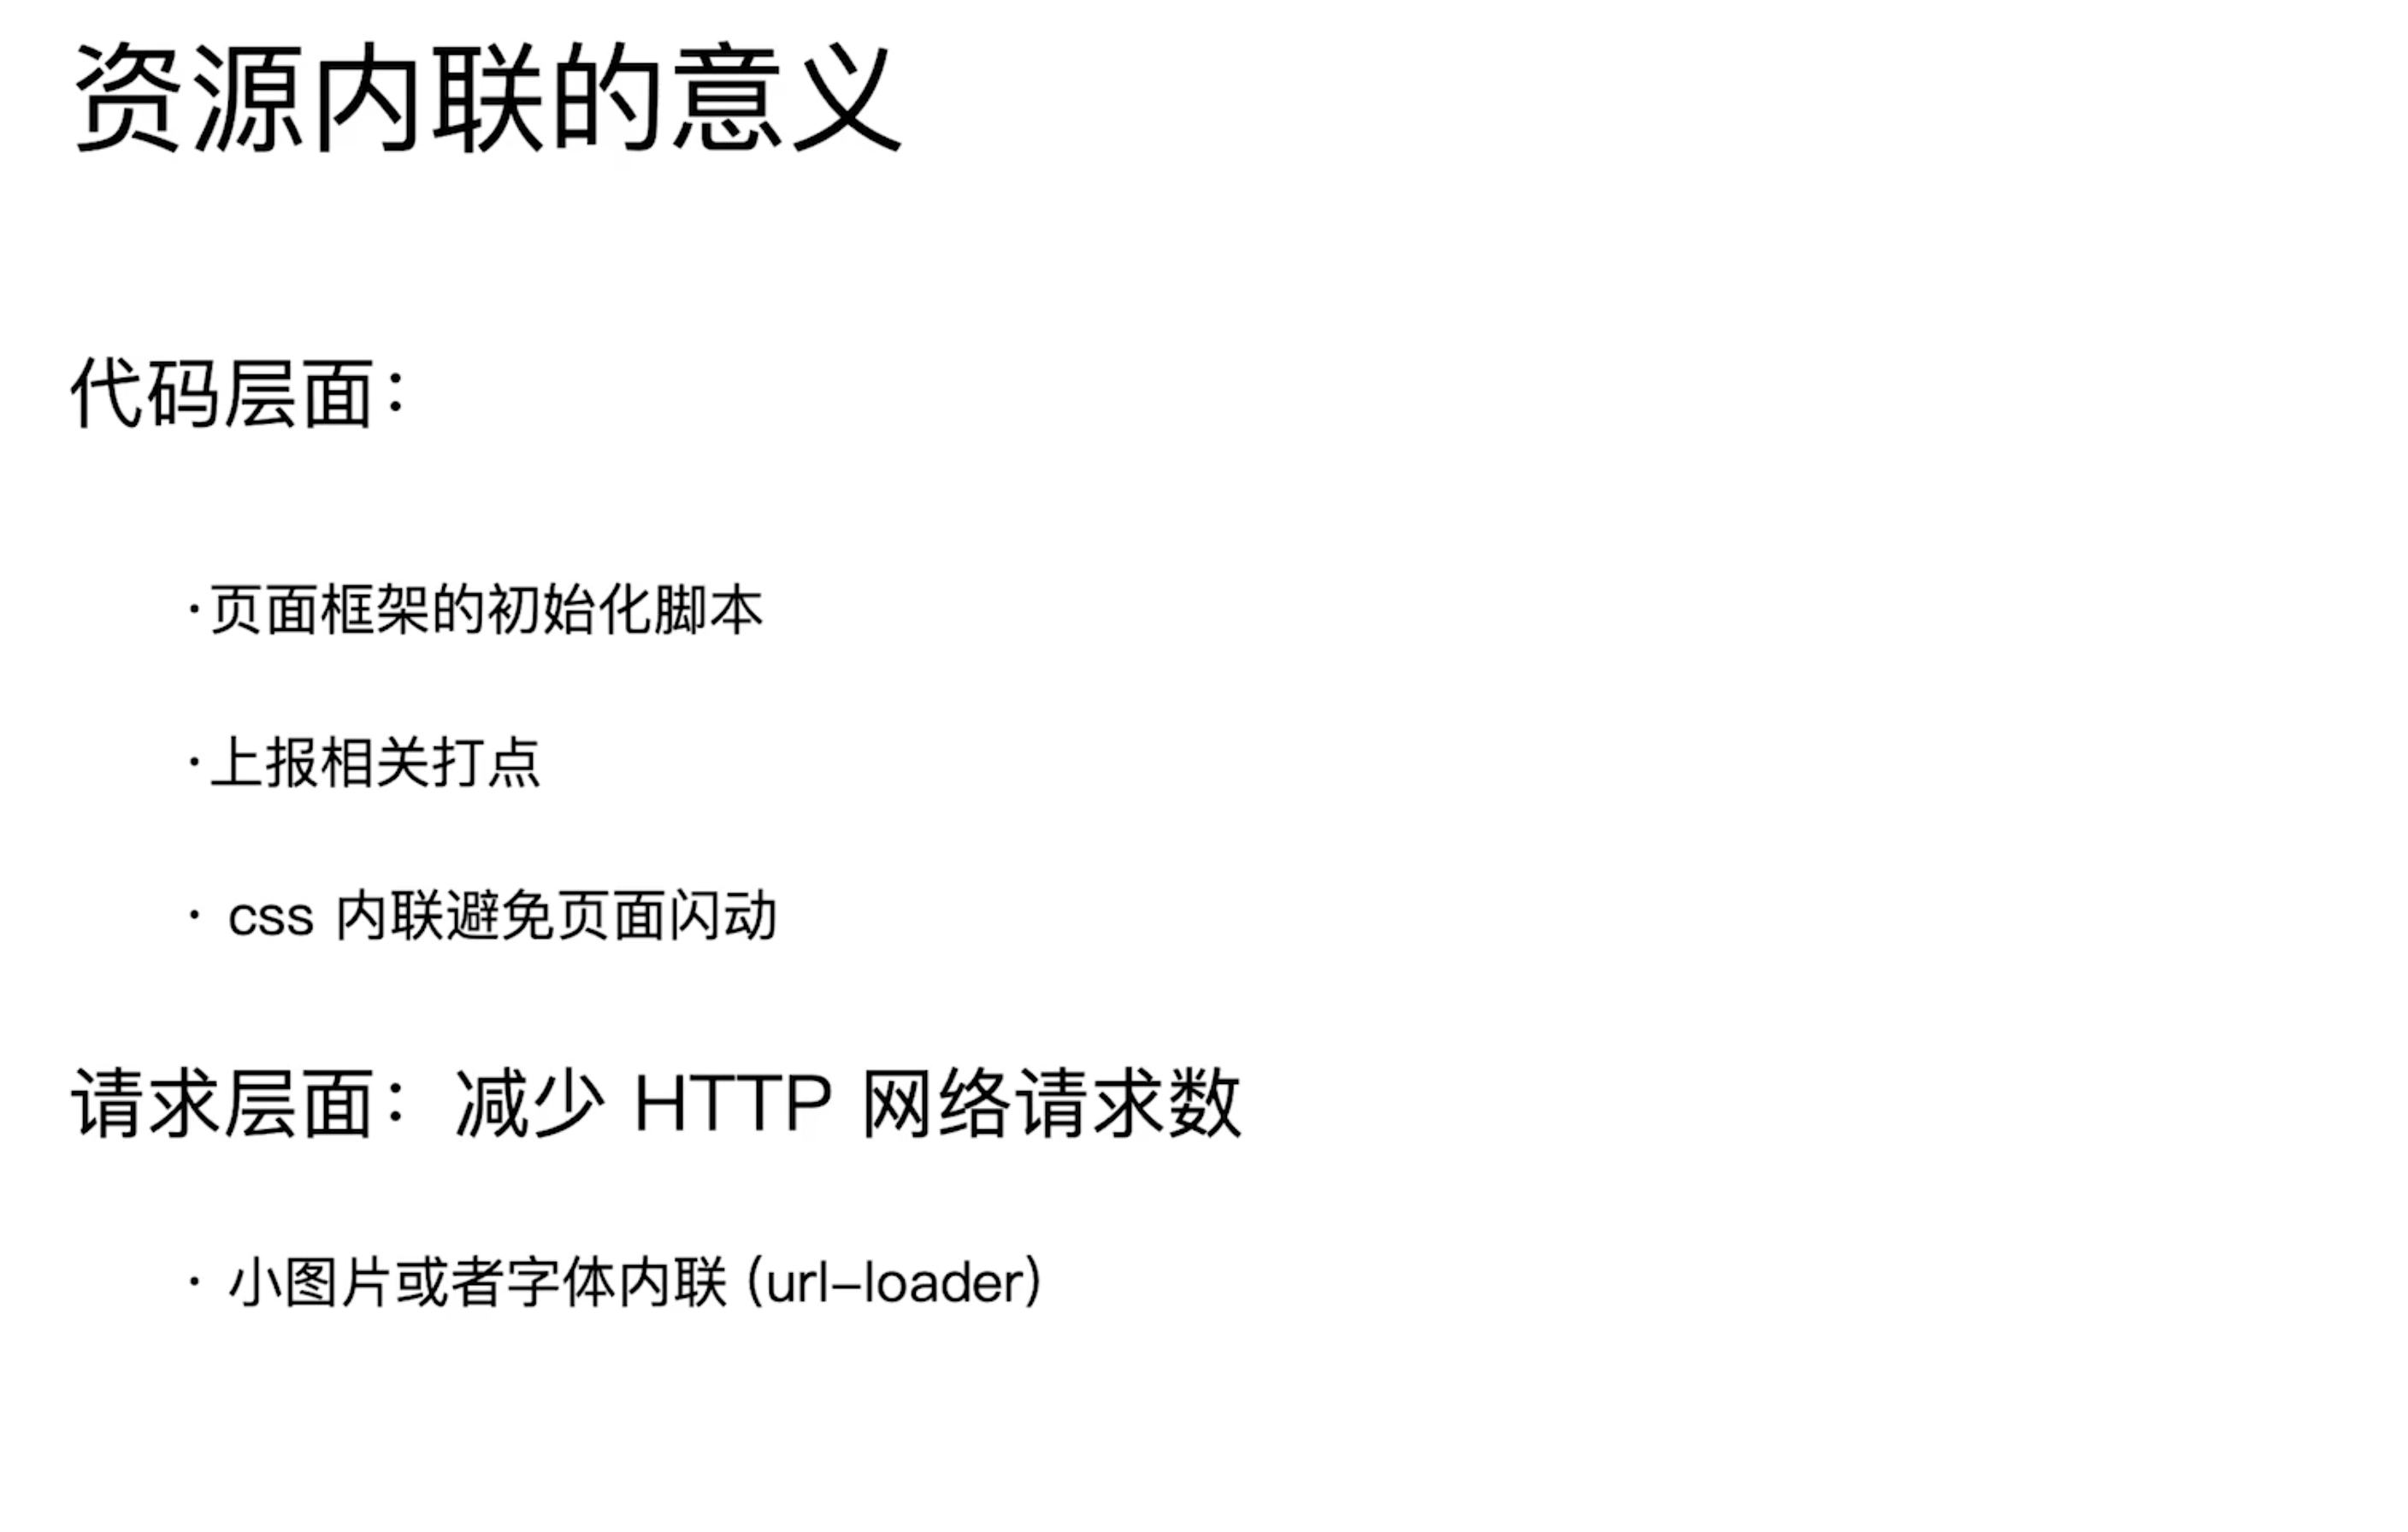 资源内联的意义
代码层面：
·页面框架的初始化脚本
·上报相关打点
· css 内联避免页面闪动
请求层面：减少 HTTP 网络请求数
· 小图片或者字体内联 (url-loader)